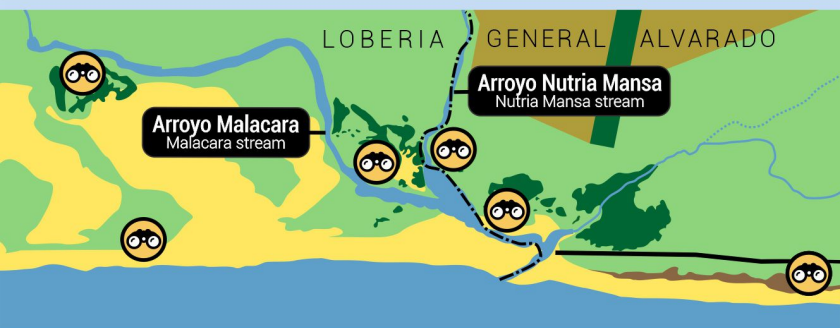 LOBERIA
GENERAL ALVARADO
Arroyo Nutria Mansa
Nutria Mansa stream
Arroyo Malacara
Malacara stream